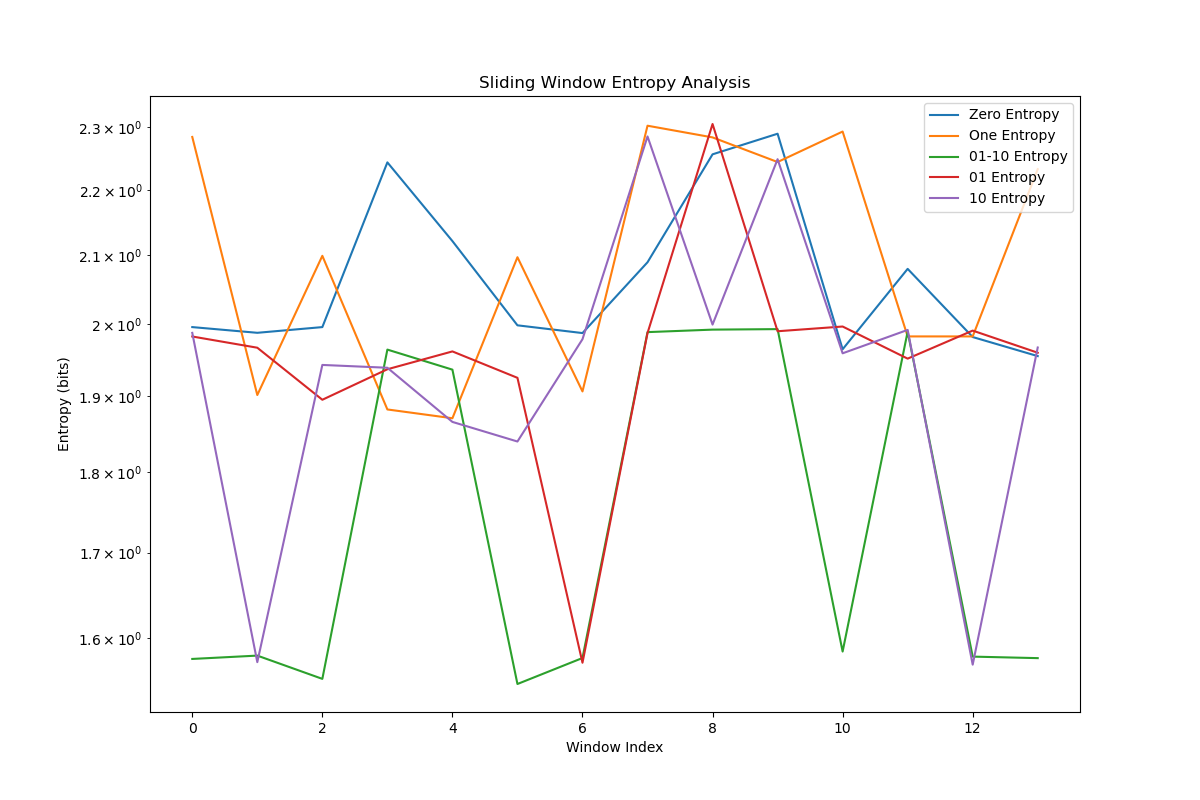 Sliding Window Entropy Analysis
Zero Entropy
One Entropy
01-10 Entropy
01 Entropy
10 Entropy
2.3 × 10⁰
2.2 × 10⁰
2.1 × 10⁰
2 × 10⁰
1.9 × 10⁰
1.8 × 10⁰
1.7 × 10⁰
1.6 × 10⁰
Entropy (bits)
0 2 4 6 8 10 12
Window Index